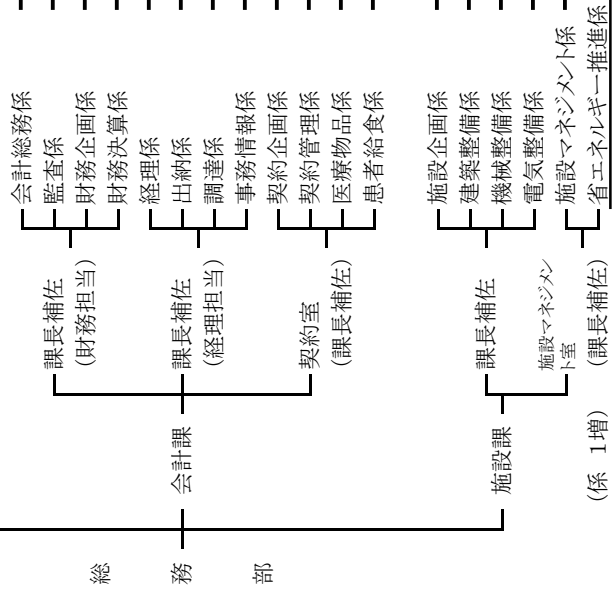 総務部
会計課
課長補佐
(財務担当)
会計総務係
監査係
財務企画係
財務決算係
課長補佐
(経理担当)
経理係
出納係
調達係
事務情報係
契約室
(課長補佐)
契約企画係
契約管理係
医療物品係
患者給食係
施設課
課長補佐
施設企画係
建築整備係
機械整備係
電気整備係
施設マネジメン
ト室
(課長補佐)
施設マネジメント係
省エネルギー推進係
(係 1増)